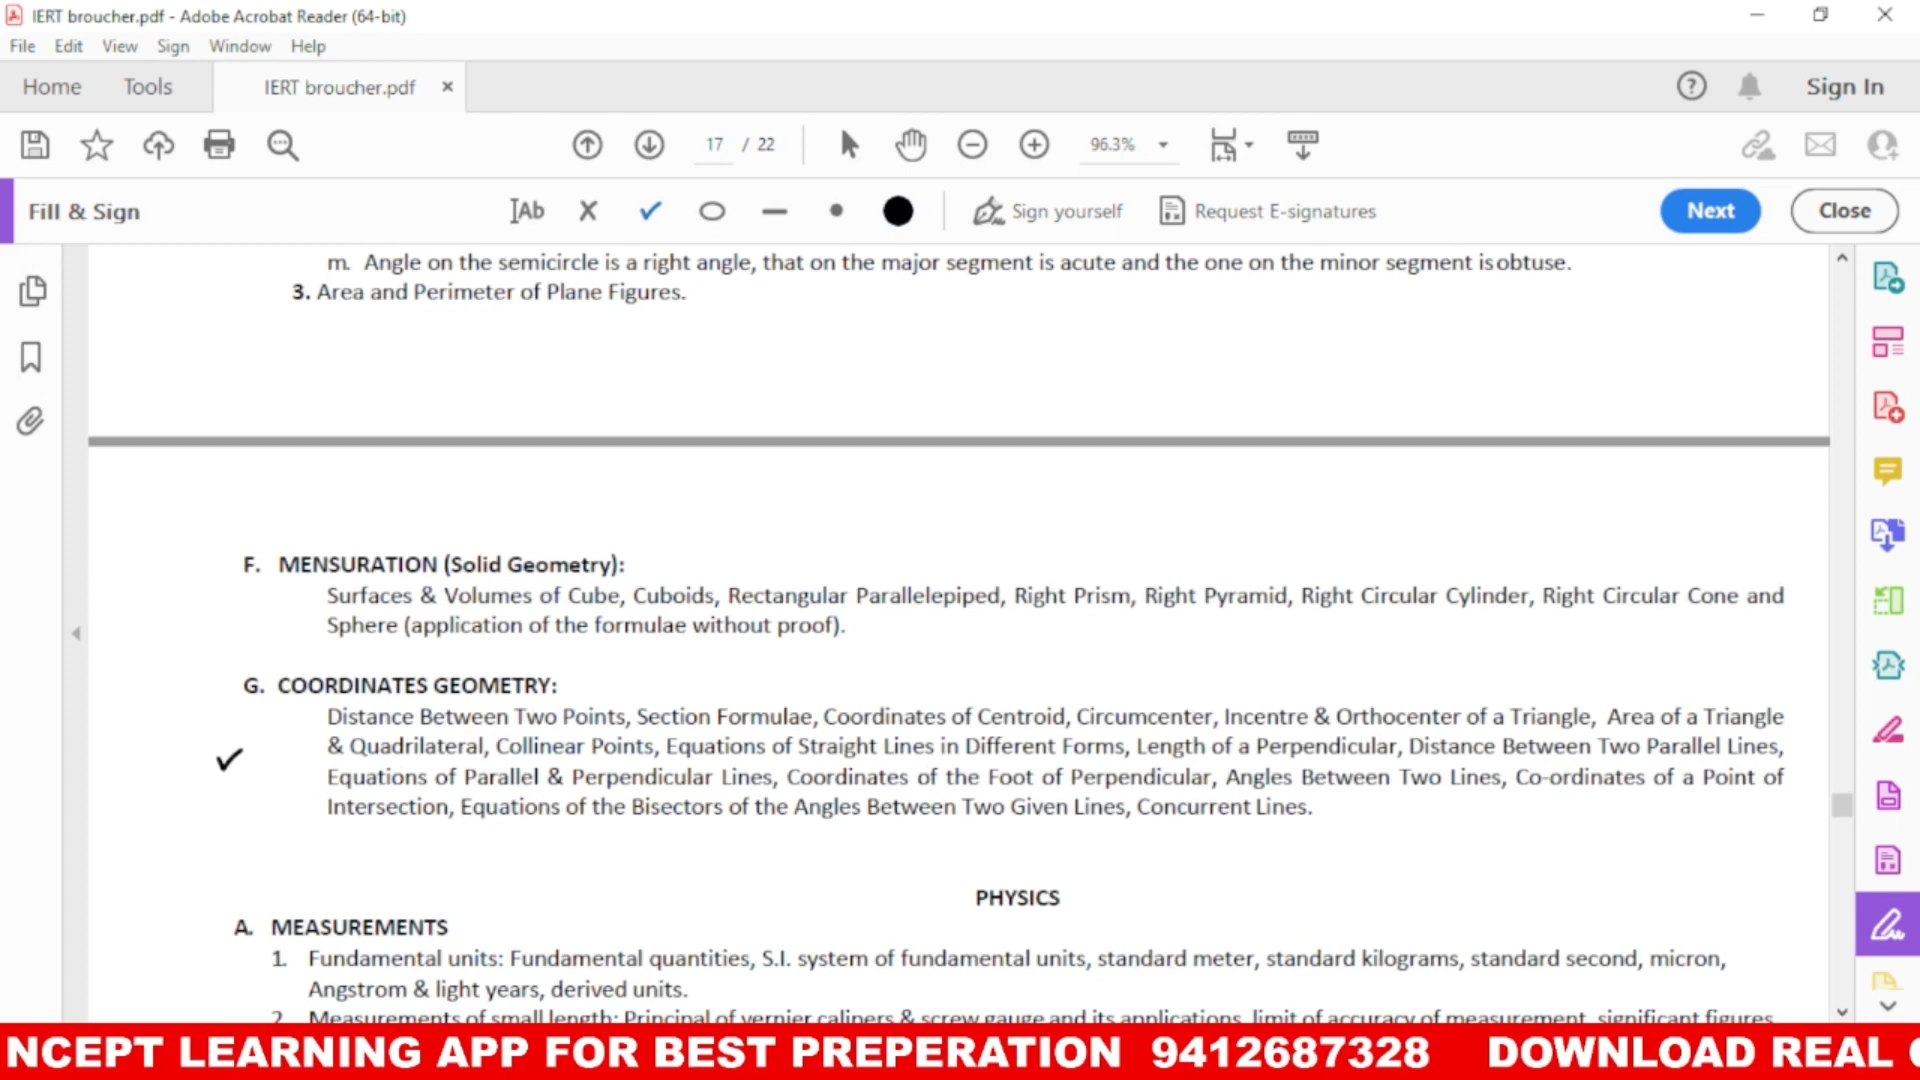 IERT broucher.pdf - Adobe Acrobat Reader (64-bit)
File Edit View Sign Window Help
Home Tools IERT broucher.pdf × Sign In
17 / 22 96.3%
Fill & Sign Ab Sign yourself Request E-signatures Next Close
m. Angle on the semicircle is a right angle, that on the major segment is acute and the one on the minor segment is obtuse.
3. Area and Perimeter of Plane Figures.
F. MENSURATION (Solid Geometry):
Surfaces & Volumes of Cube, Cuboids, Rectangular Parallelepiped, Right Prism, Right Pyramid, Right Circular Cylinder, Right Circular Cone and
Sphere (application of the formulae without proof).
G. COORDINATES GEOMETRY:
Distance Between Two Points, Section Formulae, Coordinates of Centroid, Circumcenter, Incentre & Orthocenter of a Triangle, Area of a Triangle
& Quadrilateral, Collinear Points, Equations of Straight Lines in Different Forms, Length of a Perpendicular, Distance Between Two Parallel Lines,
Equations of Parallel & Perpendicular Lines, Coordinates of the Foot of Perpendicular, Angles Between Two Lines, Co-ordinates of a Point of
Intersection, Equations of the Bisectors of the Angles Between Two Given Lines, Concurrent Lines.
PHYSICS
A. MEASUREMENTS
1. Fundamental units: Fundamental quantities, S.I. system of fundamental units, standard meter, standard kilograms, standard second, micron,
Angstrom & light years, derived units.
2. Measurements of small length: Principal of vernier calipers & screw gauge and its applications, limit of accuracy of measurement, significant figures
NCEPT LEARNING APP FOR BEST PREPERATION 9412687328 DOWNLOAD REAL